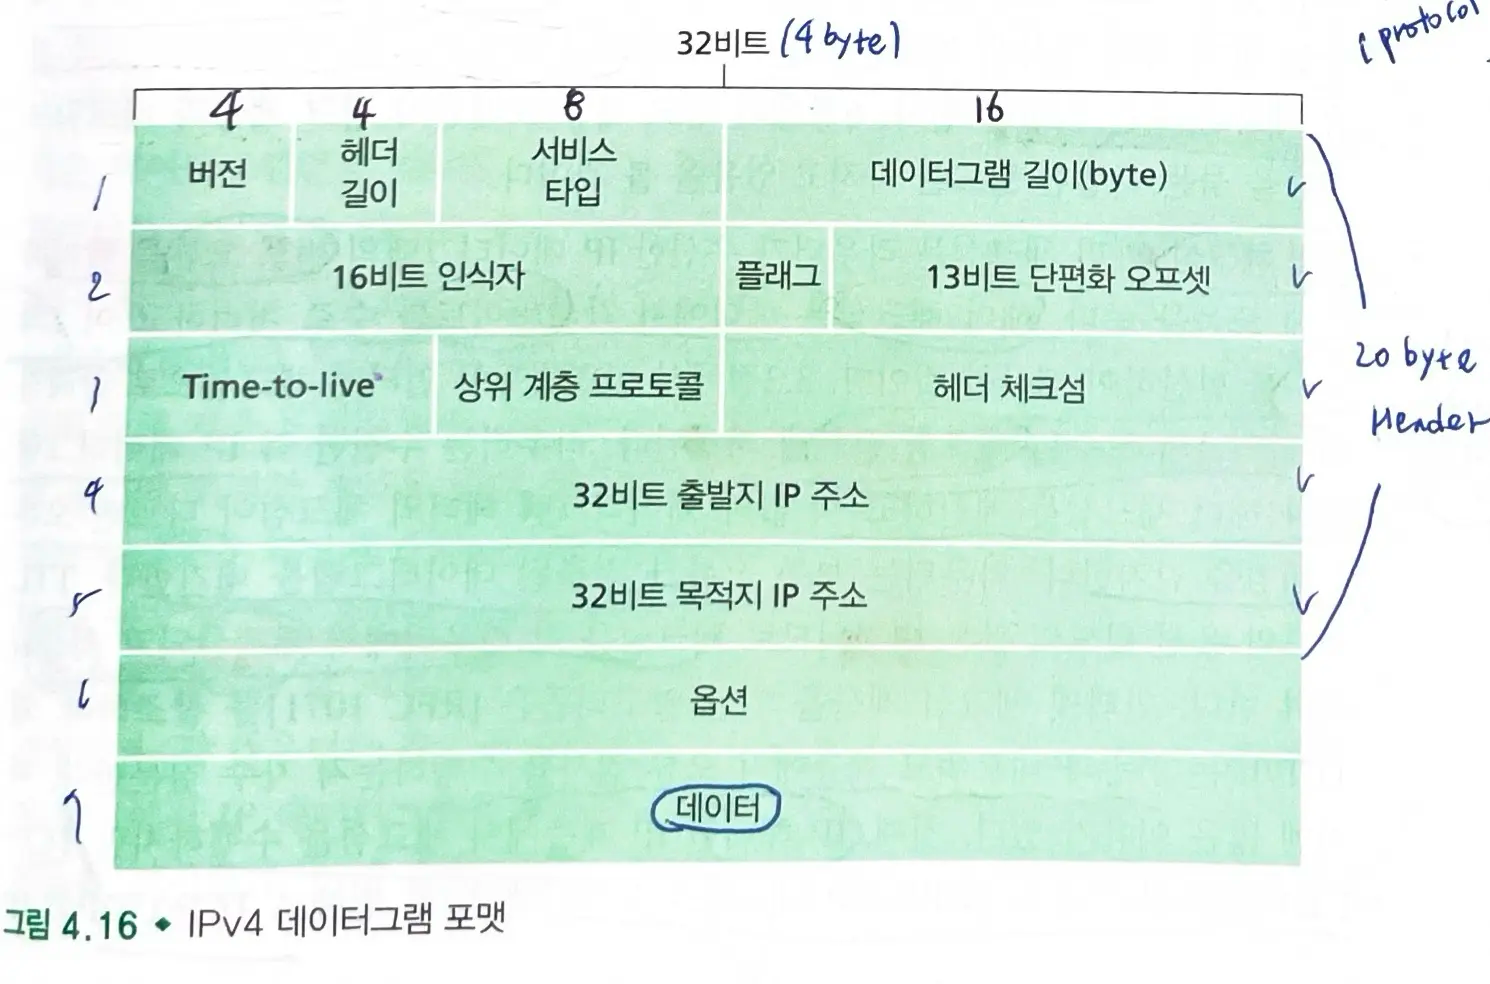 32비트 (4 byte)
4 4 8 16
버전 헤더 길이 서비스 타입 데이터그램 길이(byte)
1
2 16비트 인식자 플래그 13비트 단편화 오프셋
Time-to-live 상위 계층 프로토콜 헤더 체크섬
4 32비트 출발지 IP 주소
5 32비트 목적지 IP 주소
옵션
데이터
protocol
20 byte
Header
그림 4.16 ◆ IPv4 데이터그램 포맷